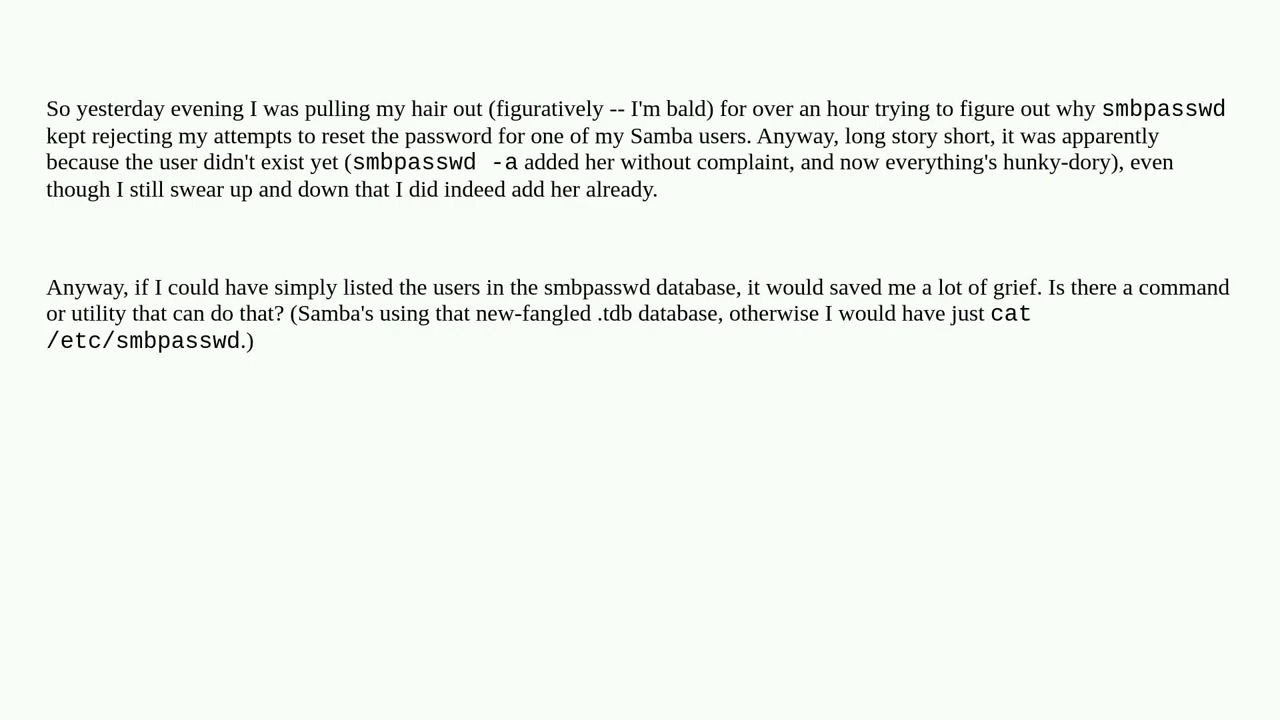 So yesterday evening I was pulling my hair out (figuratively -- I'm bald) for over an hour trying to figure out why smbpasswd
kept rejecting my attempts to reset the password for one of my Samba users. Anyway, long story short, it was apparently
because the user didn't exist yet (smbpasswd -a added her without complaint, and now everything's hunky-dory), even
though I still swear up and down that I did indeed add her already.
Anyway, if I could have simply listed the users in the smbpasswd database, it would saved me a lot of grief. Is there a command
or utility that can do that? (Samba's using that new-fangled .tdb database, otherwise I would have just cat
/etc/smbpasswd.)